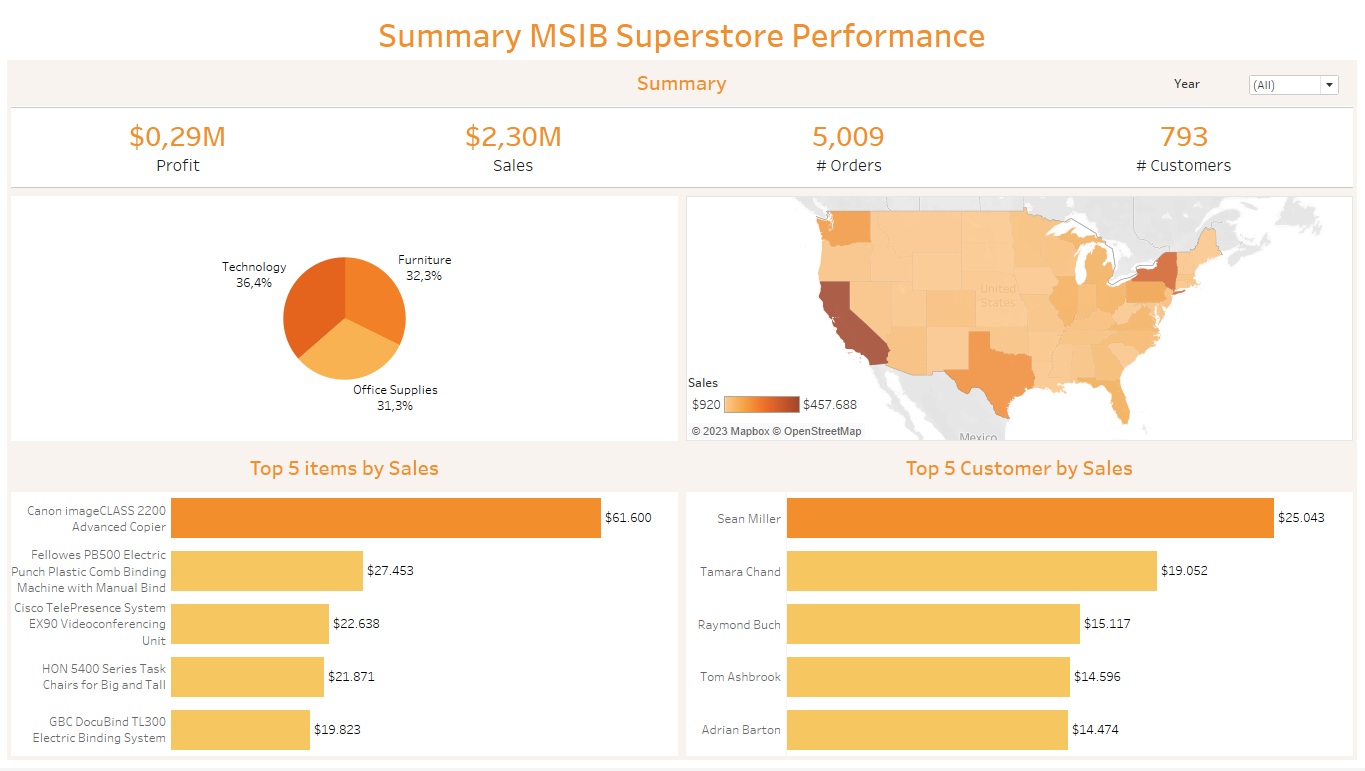 Summary MSIB Superstore Performance
Summary
Year
(All)
$0,29M
Profit
$2,30M
Sales
5,009
# Orders
793
# Customers
Technology
36,4%
Furniture
32,3%
Office Supplies
31,3%
United
States
Mexico
Sales
$920
$457.688
© 2023 Mapbox © OpenStreetMap
Top 5 items by Sales
Canon imageCLASS 2200
Advanced Copier
$61.600
Fellowes PB500 Electric
Punch Plastic Comb Binding
Machine with Manual Bind
$27.453
Cisco TelePresence System
EX90 Videoconferencing
Unit
$22.638
HON 5400 Series Task
Chairs for Big and Tall
$21.871
GBC DocuBind TL300
Electric Binding System
$19.823
Top 5 Customer by Sales
Sean Miller
$25.043
Tamara Chand
$19.052
Raymond Buch
$15.117
Tom Ashbrook
$14.596
Adrian Barton
$14.474